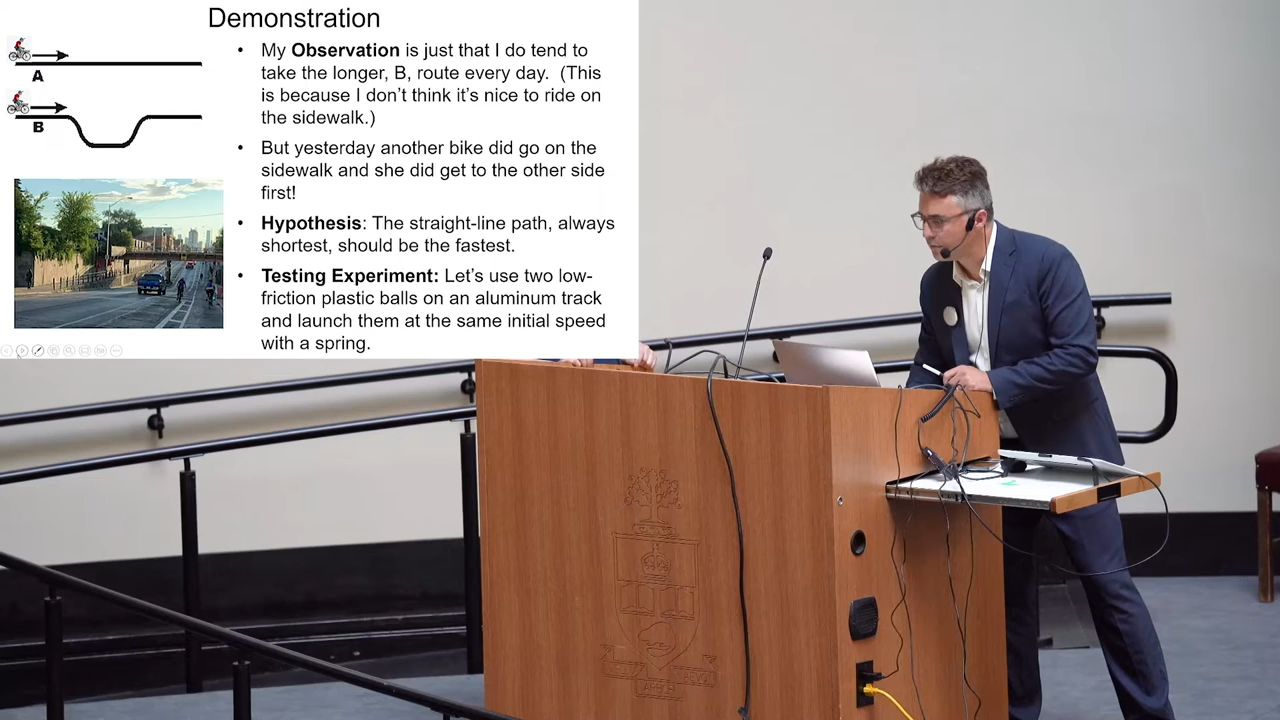 Demonstration
• My Observation is just that I do tend to
take the longer, B, route every day. (This
is because I don't think it's nice to ride on
the sidewalk.)
• But yesterday another bike did go on the
sidewalk and she did get to the other side
first!
• Hypothesis: The straight-line path, always
shortest, should be the fastest.
• Testing Experiment: Let's use two low-
friction plastic balls on an aluminum track
and launch them at the same initial speed
with a spring.
A
B